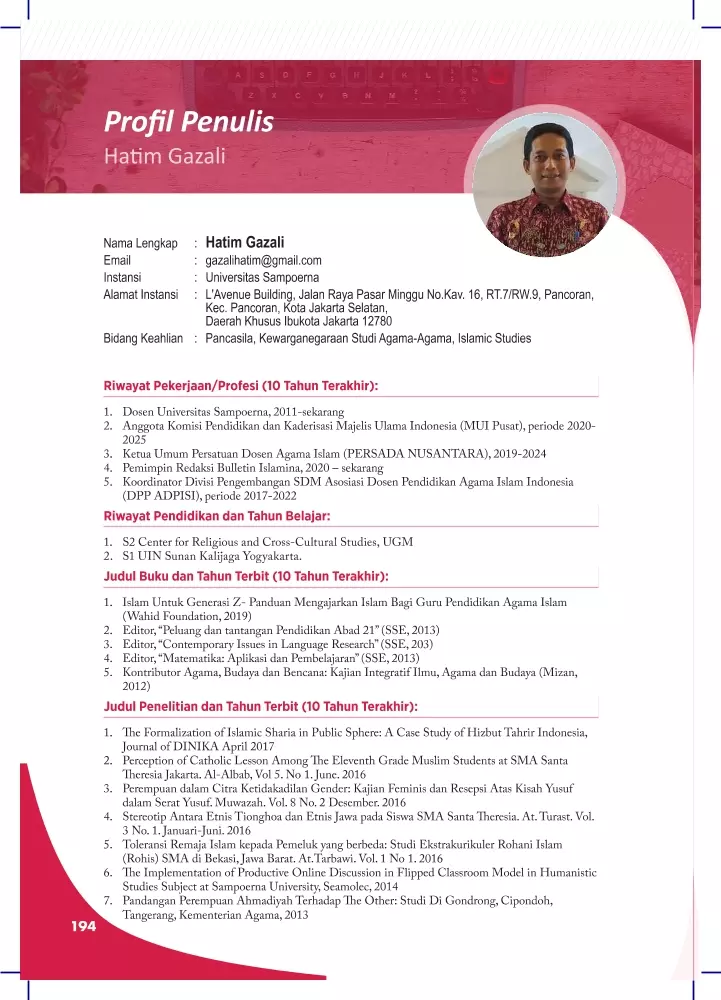 Profil Penulis
Hatim Gazali
Nama Lengkap : Hatim Gazali
Email : gazalihatim@gmail.com
Instansi : Universitas Sampoerna
Alamat Instansi : L'Avenue Building, Jalan Raya Pasar Minggu No.Kav. 16, RT.7/RW.9, Pancoran,
Kec. Pancoran, Kota Jakarta Selatan,
Daerah Khusus Ibukota Jakarta 12780
Bidang Keahlian : Pancasila, Kewarganegaraan Studi Agama-Agama, Islamic Studies
Riwayat Pekerjaan/Profesi (10 Tahun Terakhir):
1. Dosen Universitas Sampoerna, 2011-sekarang
2. Anggota Komisi Pendidikan dan Kaderisasi Majelis Ulama Indonesia (MUI Pusat), periode 2020-
2025
3. Ketua Umum Persatuan Dosen Agama Islam (PERSADA NUSANTARA), 2019-2024
4. Pemimpin Redaksi Bulletin Islamina, 2020 – sekarang
5. Koordinator Divisi Pengembangan SDM Asosiasi Dosen Pendidikan Agama Islam Indonesia
(DPP ADPISI), periode 2017-2022
Riwayat Pendidikan dan Tahun Belajar:
1. S2 Center for Religious and Cross-Cultural Studies, UGM
2. S1 UIN Sunan Kalijaga Yogyakarta.
Judul Buku dan Tahun Terbit (10 Tahun Terakhir):
1. Islam Untuk Generasi Z- Panduan Mengajarkan Islam Bagi Guru Pendidikan Agama Islam
(Wahid Foundation, 2019)
2. Editor, “Peluang dan tantangan Pendidikan Abad 21” (SSE, 2013)
3. Editor, “Contemporary Issues in Language Research” (SSE, 203)
4. Editor, “Matematika: Aplikasi dan Pembelajaran” (SSE, 2013)
5. Kontributor Agama, Budaya dan Bencana: Kajian Integratif Ilmu, Agama dan Budaya (Mizan,
2012)
Judul Penelitian dan Tahun Terbit (10 Tahun Terakhir):
1. The Formalization of Islamic Sharia in Public Sphere: A Case Study of Hizbut Tahrir Indonesia,
Journal of DINIKA April 2017
2. Perception of Catholic Lesson Among The Eleventh Grade Muslim Students at SMA Santa
Theresia Jakarta. Al-Albab, Vol 5. No 1. June. 2016
3. Perempuan dalam Citra Ketidakadilan Gender: Kajian Feminis dan Resepsi Atas Kisah Yusuf
dalam Serat Yusuf. Muwazah. Vol. 8 No. 2 Desember. 2016
4. Stereotip Antara Etnis Tionghoa dan Etnis Jawa pada Siswa SMA Santa Theresia. At. Turast. Vol.
3 No. 1. Januari-Juni. 2016
5. Toleransi Remaja Islam kepada Pemeluk yang berbeda: Studi Ekstrakurikuler Rohani Islam
(Rohis) SMA di Bekasi, Jawa Barat. At.Tarbawi. Vol. 1 No 1. 2016
6. The Implementation of Productive Online Discussion in Flipped Classroom Model in Humanistic
Studies Subject at Sampoerna University, Seamolec, 2014
7. Pandangan Perempuan Ahmadiyah Terhadap The Other: Studi Di Gondrong, Cipondoh,
Tangerang, Kementerian Agama, 2013
194